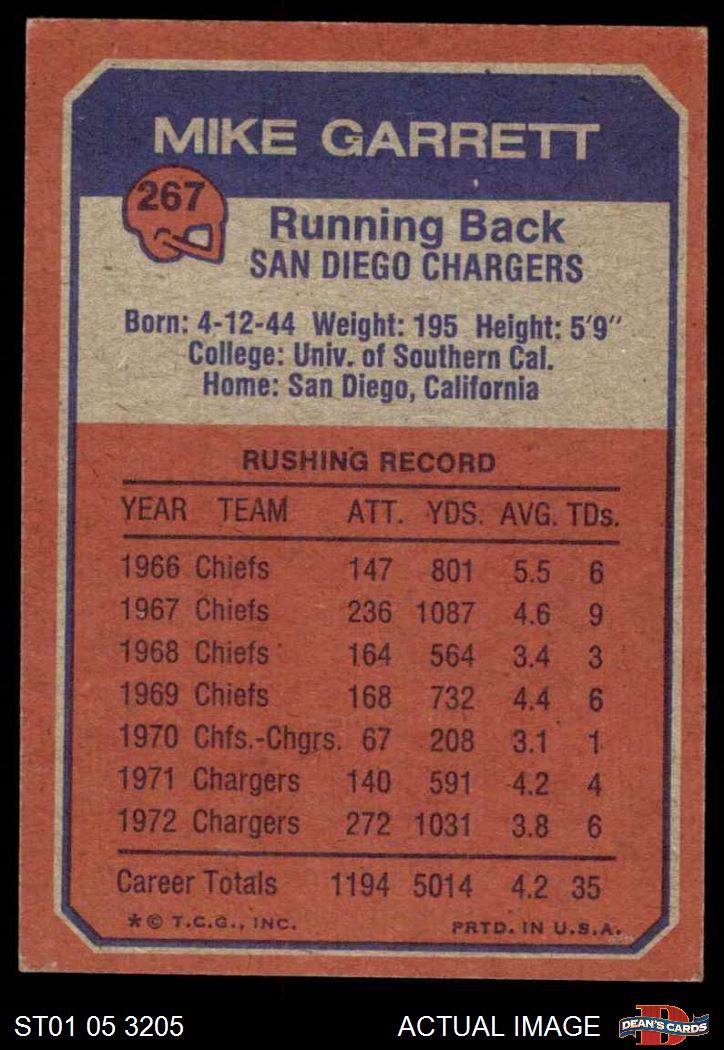 MIKE GARRETT
267
Running Back
SAN DIEGO CHARGERS
Born: 4-12-44 Weight: 195 Height: 5'9"
College: Univ. of Southern Cal.
Home: San Diego, California
RUSHING RECORD
YEAR TEAM ATT. YDS. AVG. TDs.
1966 Chiefs 147 801 5.5 6
1967 Chiefs 236 1087 4.6 9
1968 Chiefs 164 564 3.4 3
1969 Chiefs 168 732 4.4 6
1970 Chfs.-Chgrs. 67 208 3.1 1
1971 Chargers 140 591 4.2 4
1972 Chargers 272 1031 3.8 6
Career Totals 1194 5014 4.2 35
* © T.C.G., INC. PRTD. IN U.S.A.
ST01 05 3205 ACTUAL IMAGE D DEAN'S CARDS